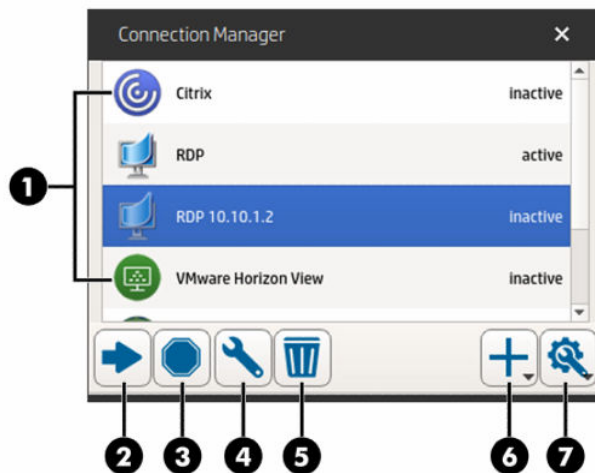 Connection Manager
Citrix inactive
RDP active
1
RDP 10.10.1.2 inactive
VMware Horizon View inactive
2 3 4 5 6 7